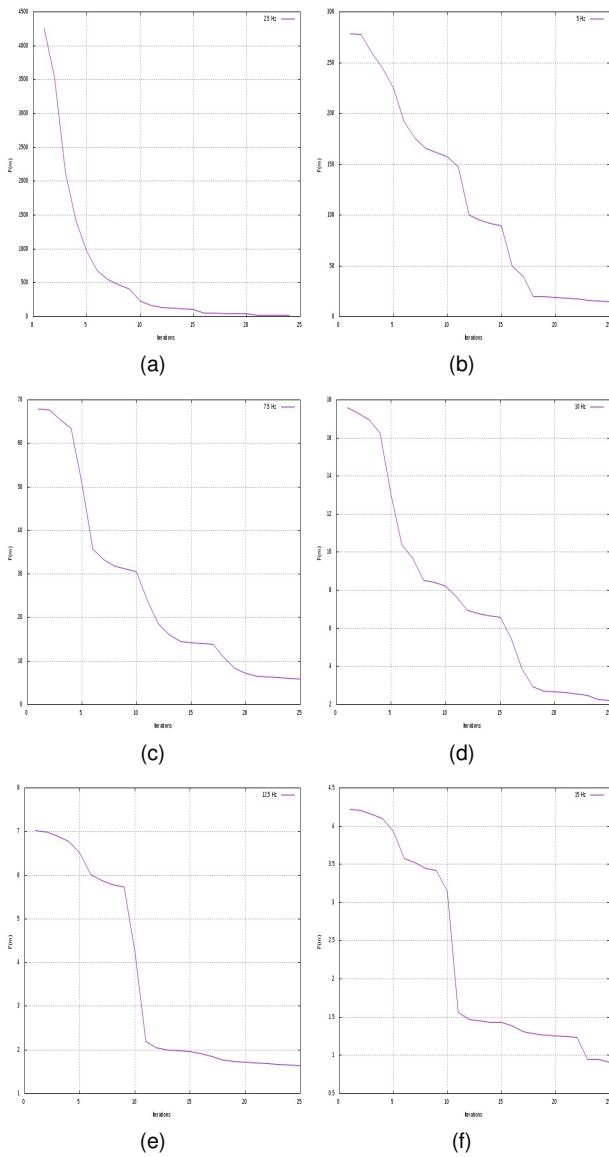 2.5 Hz
4500
4000
3500
3000
2500
2000
1500
1000
500
0
F(m)
0 5 10 15 20 25
Iterations
(a)
5 Hz
300
250
200
150
100
50
0
F(m)
0 5 10 15 20 25
Iterations
(b)
7.5 Hz
70
60
50
40
30
20
10
0
F(m)
0 5 10 15 20 25
Iterations
(c)
10 Hz
18
16
14
12
10
8
6
4
2
F(m)
0 5 10 15 20 25
Iterations
(d)
12.5 Hz
8
7
6
5
4
3
2
1
F(m)
0 5 10 15 20 25
Iterations
(e)
15 Hz
4.5
4
3.5
3
2.5
2
1.5
1
0.5
F(m)
0 5 10 15 20 25
Iterations
(f)